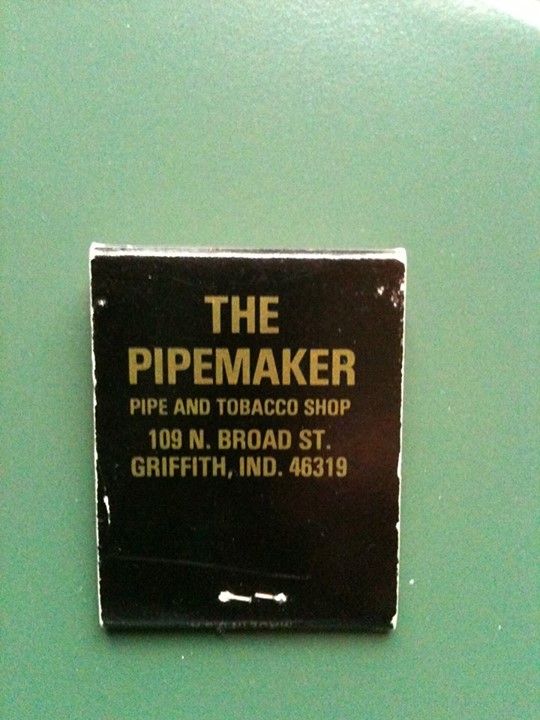 THE
PIPEMAKER
PIPE AND TOBACCO SHOP
109 N. BROAD ST.
GRIFFITH, IND. 46319